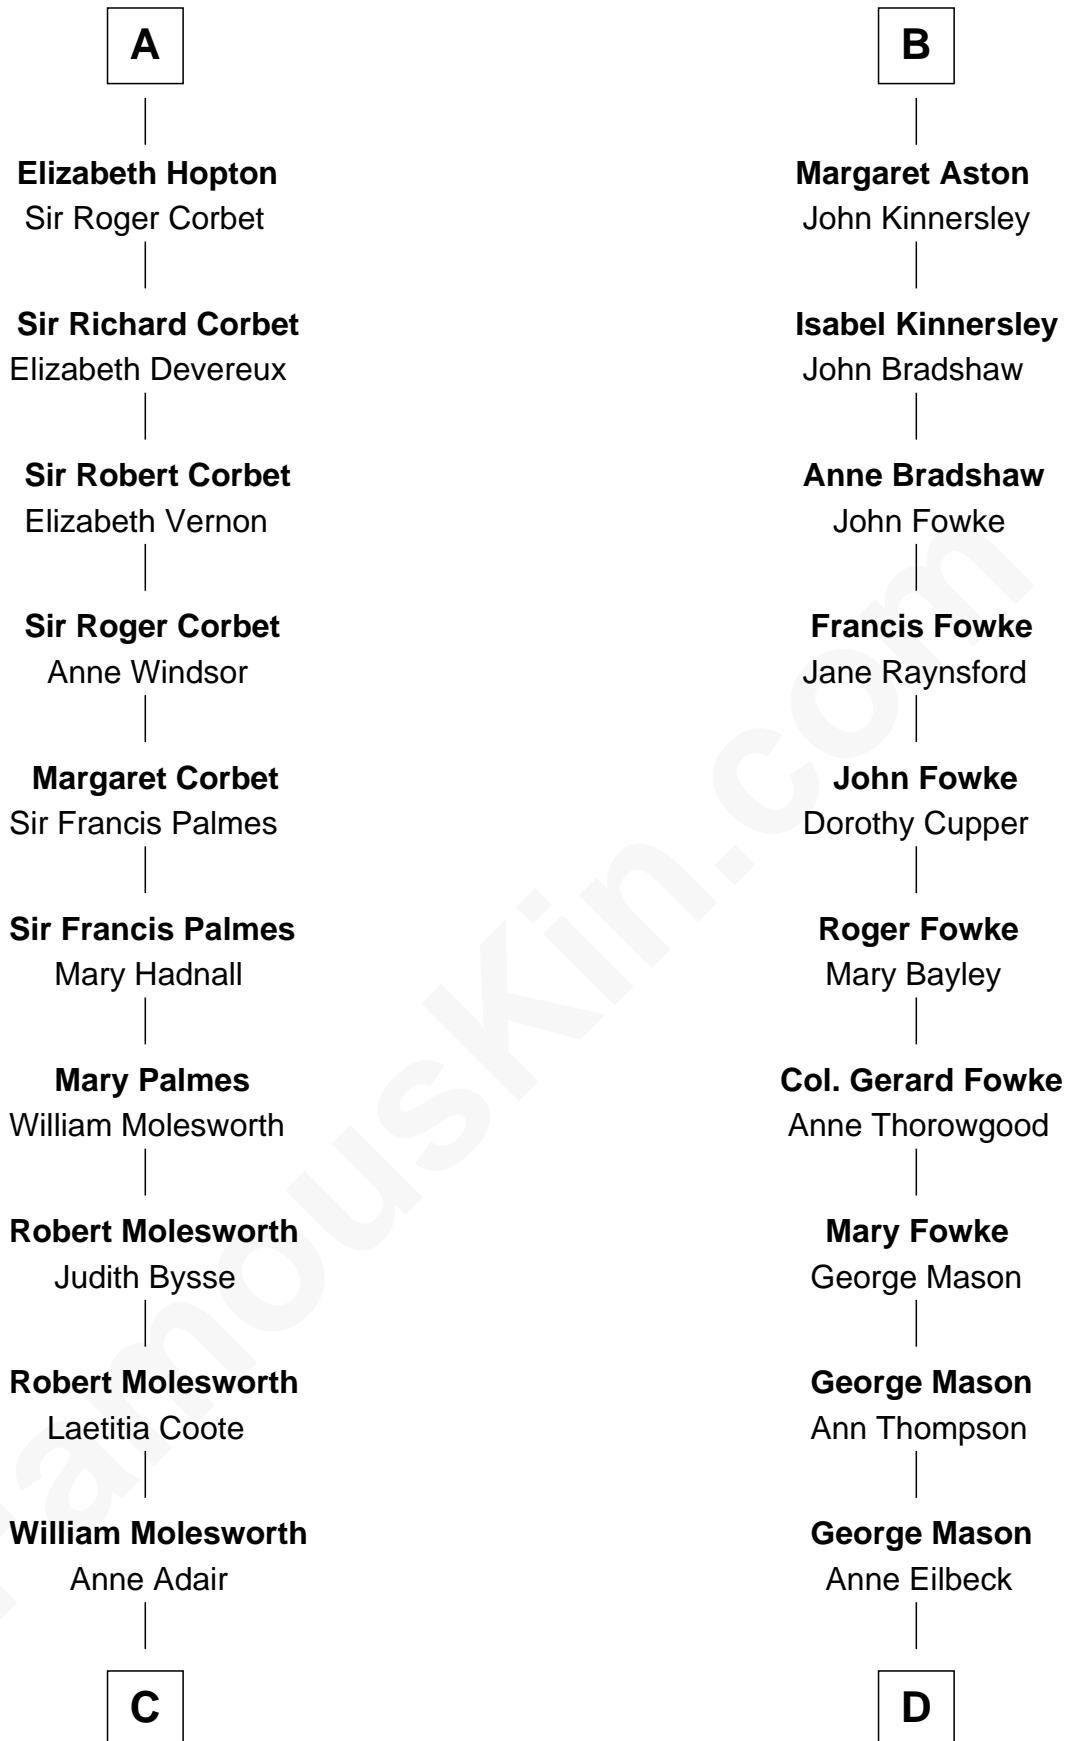 A
Elizabeth Hopton
Sir Roger Corbet
Sir Richard Corbet
Elizabeth Devereux
Sir Robert Corbet
Elizabeth Vernon
Sir Roger Corbet
Anne Windsor
Margaret Corbet
Sir Francis Palmes
Sir Francis Palmes
Mary Hadnall
Mary Palmes
William Molesworth
Robert Molesworth
Judith Bysse
Robert Molesworth
Laetitia Coote
William Molesworth
Anne Adair
C
B
Margaret Aston
John Kinnersley
Isabel Kinnersley
John Bradshaw
Anne Bradshaw
John Fowke
Francis Fowke
Jane Raynsford
John Fowke
Dorothy Cupper
Roger Fowke
Mary Bayley
Col. Gerard Fowke
Anne Thorowgood
Mary Fowke
George Mason
George Mason
Ann Thompson
George Mason
Anne Eilbeck
D
FamousKin.com